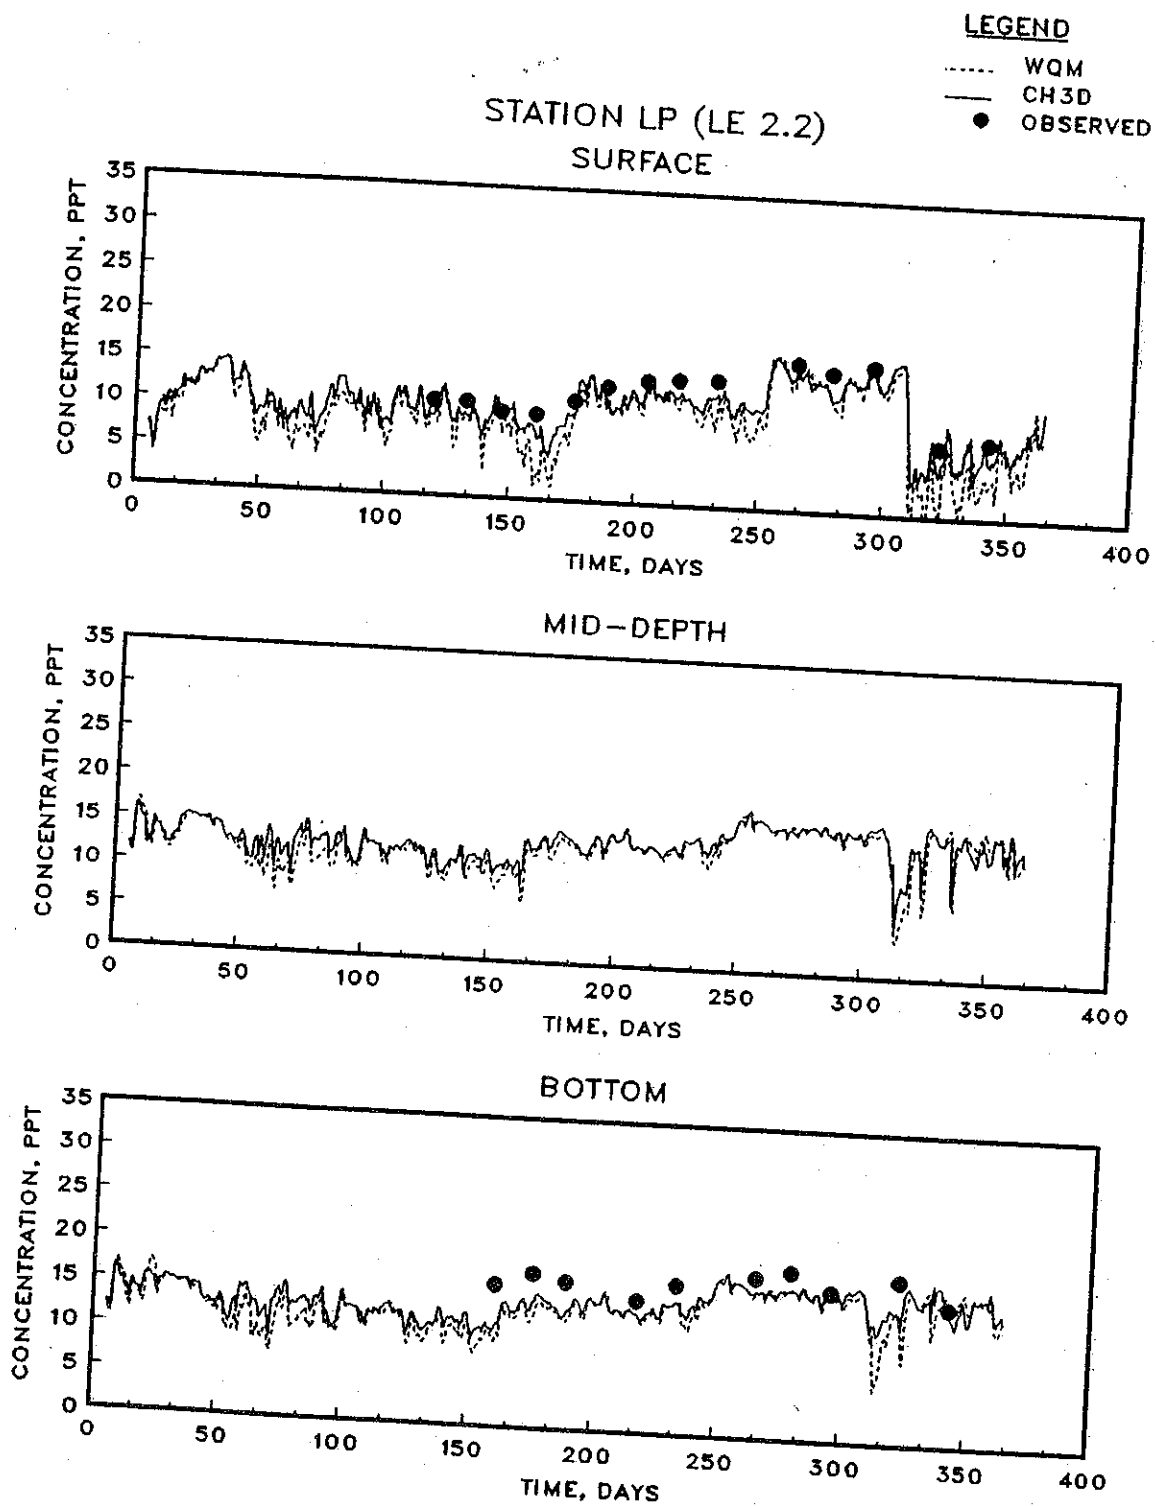 LEGEND
WQM
CH3D
OBSERVED
STATION LP (LE 2.2)
SURFACE
CONCENTRATION, PPT
35
30
25
20
15
10
5
0
0 50 100 150 200 250 300 350 400
TIME, DAYS
MID-DEPTH
CONCENTRATION, PPT
35
30
25
20
15
10
5
0
0 50 100 150 200 250 300 350 400
TIME, DAYS
BOTTOM
CONCENTRATION, PPT
35
30
25
20
15
10
5
0
0 50 100 150 200 250 300 350 400
TIME, DAYS